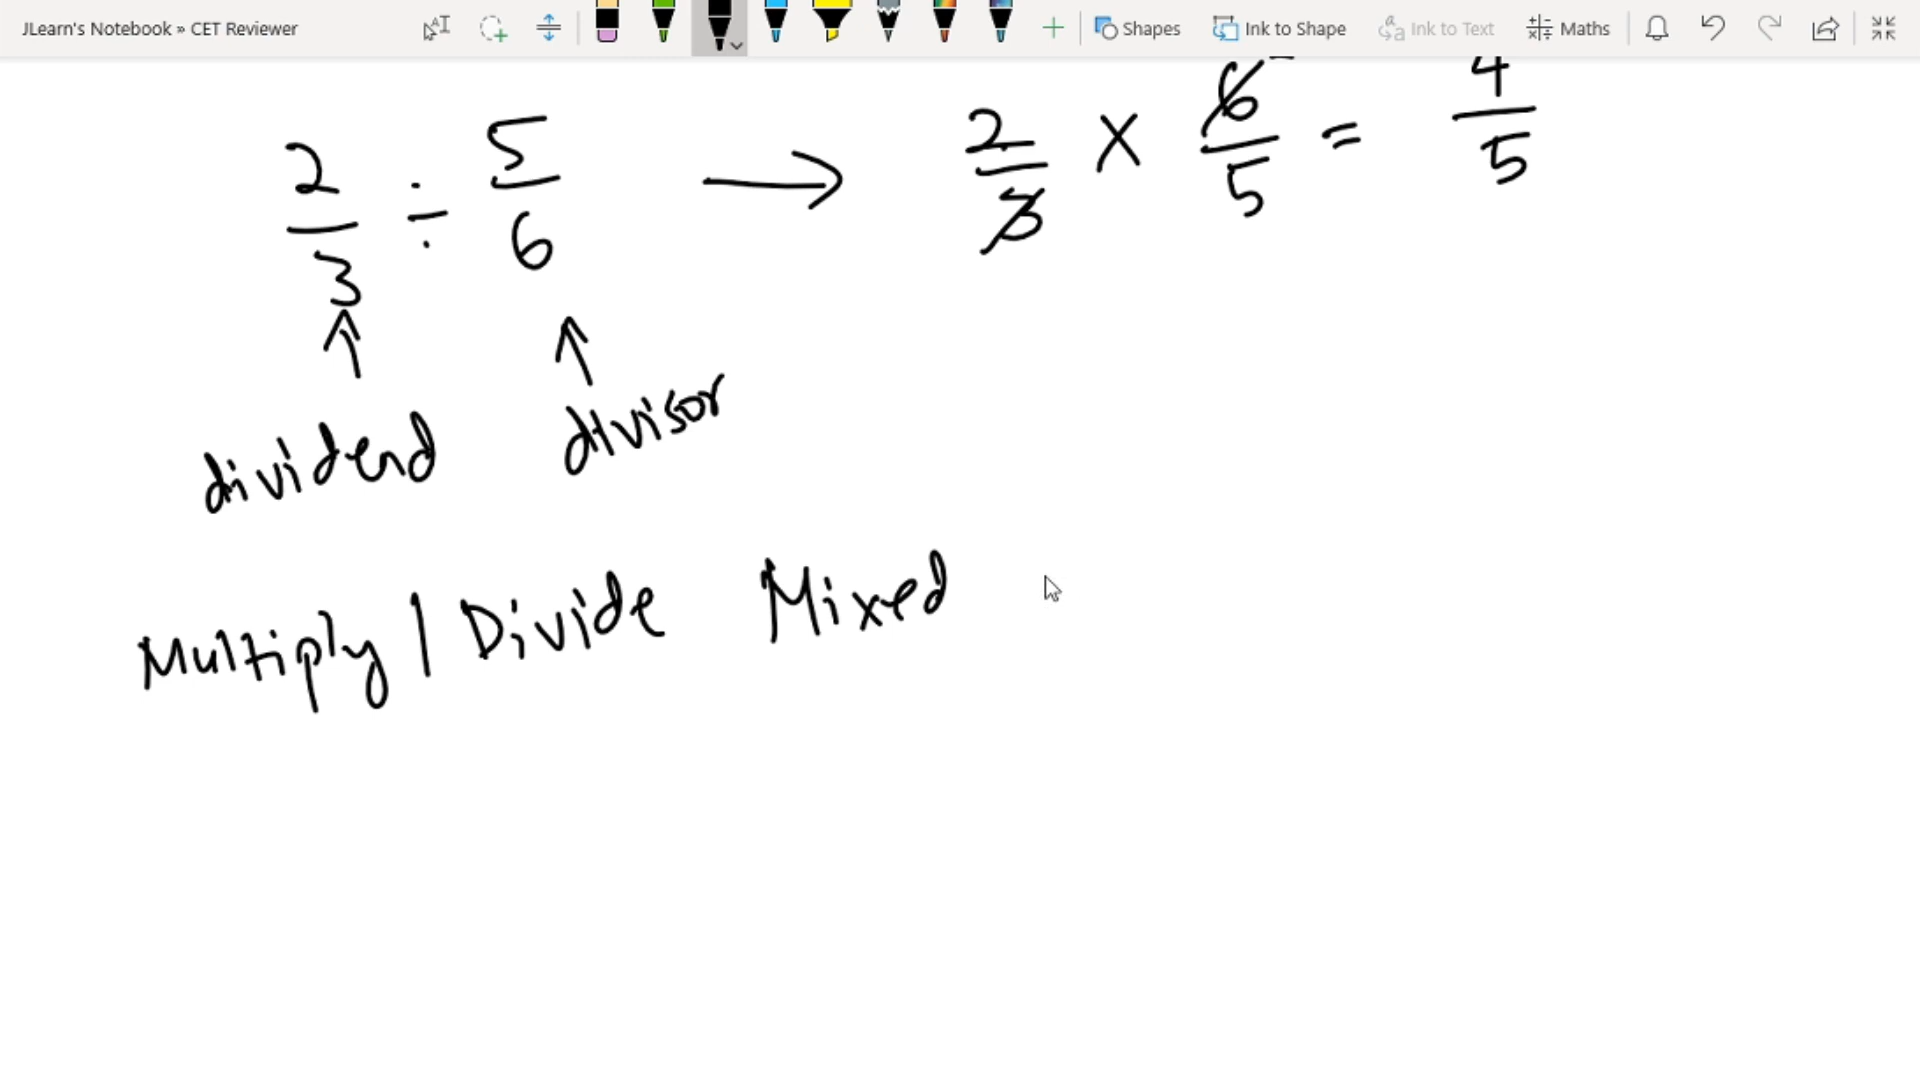 JLearn's Notebook » CET Reviewer Shapes Ink to Shape Ink to Text Maths
2/3 ÷ 5/6 → 2/3 X 6/5 = 4/5
dividend divisor
Multiply / Divide Mixed